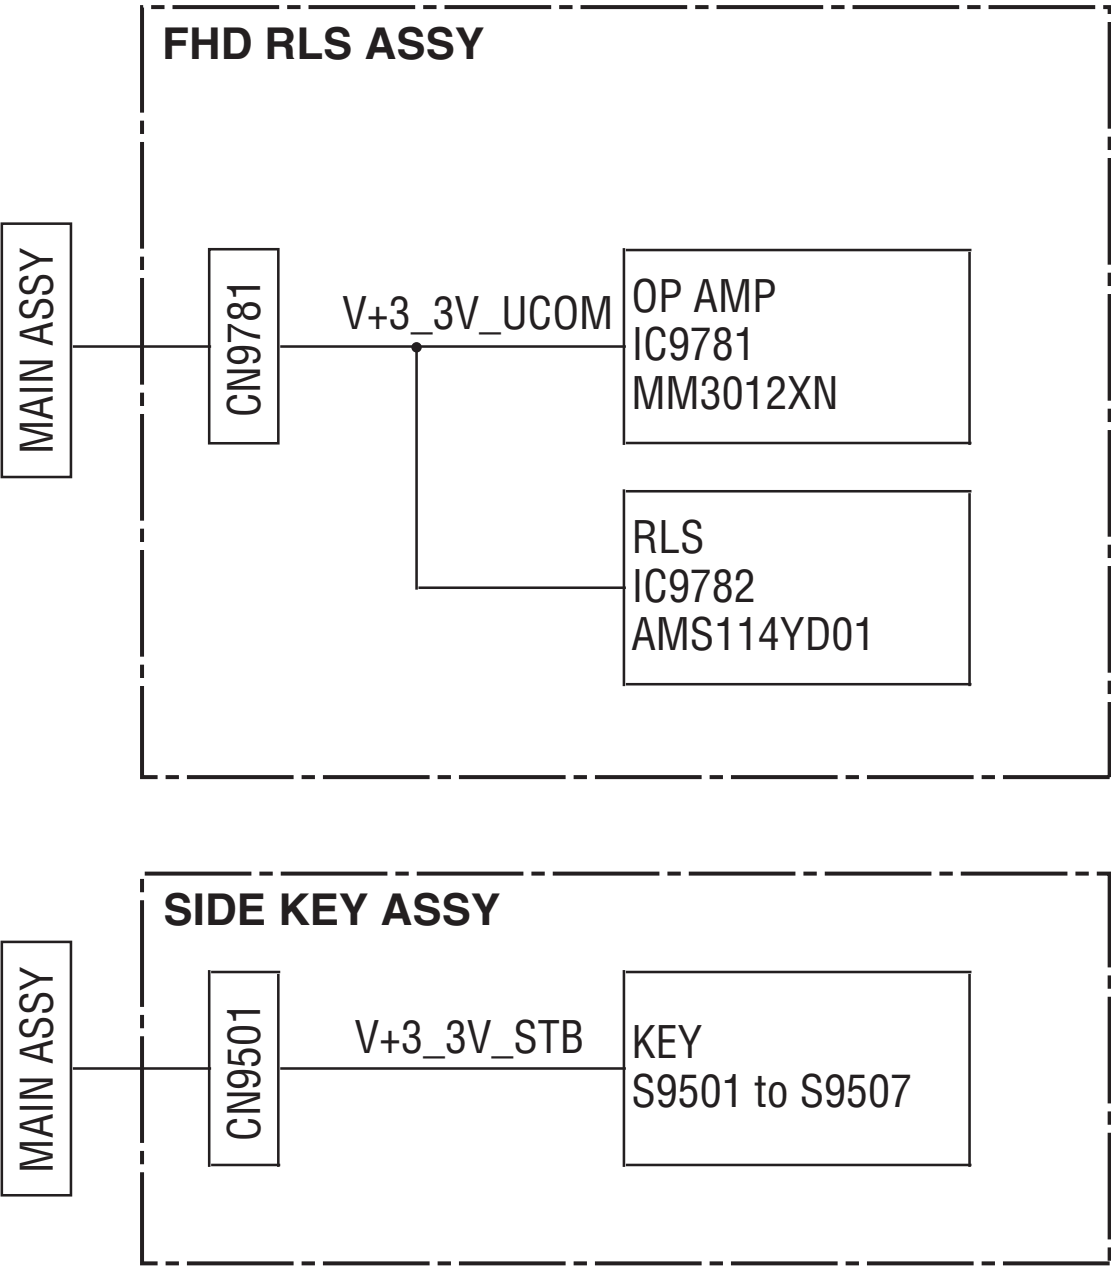 FHD RLS ASSY
MAIN ASSY
CN9781
V+3_3V_UCOM
OP AMP
IC9781
MM3012XN
RLS
IC9782
AMS114YD01
SIDE KEY ASSY
MAIN ASSY
CN9501
V+3_3V_STB
KEY
S9501 to S9507